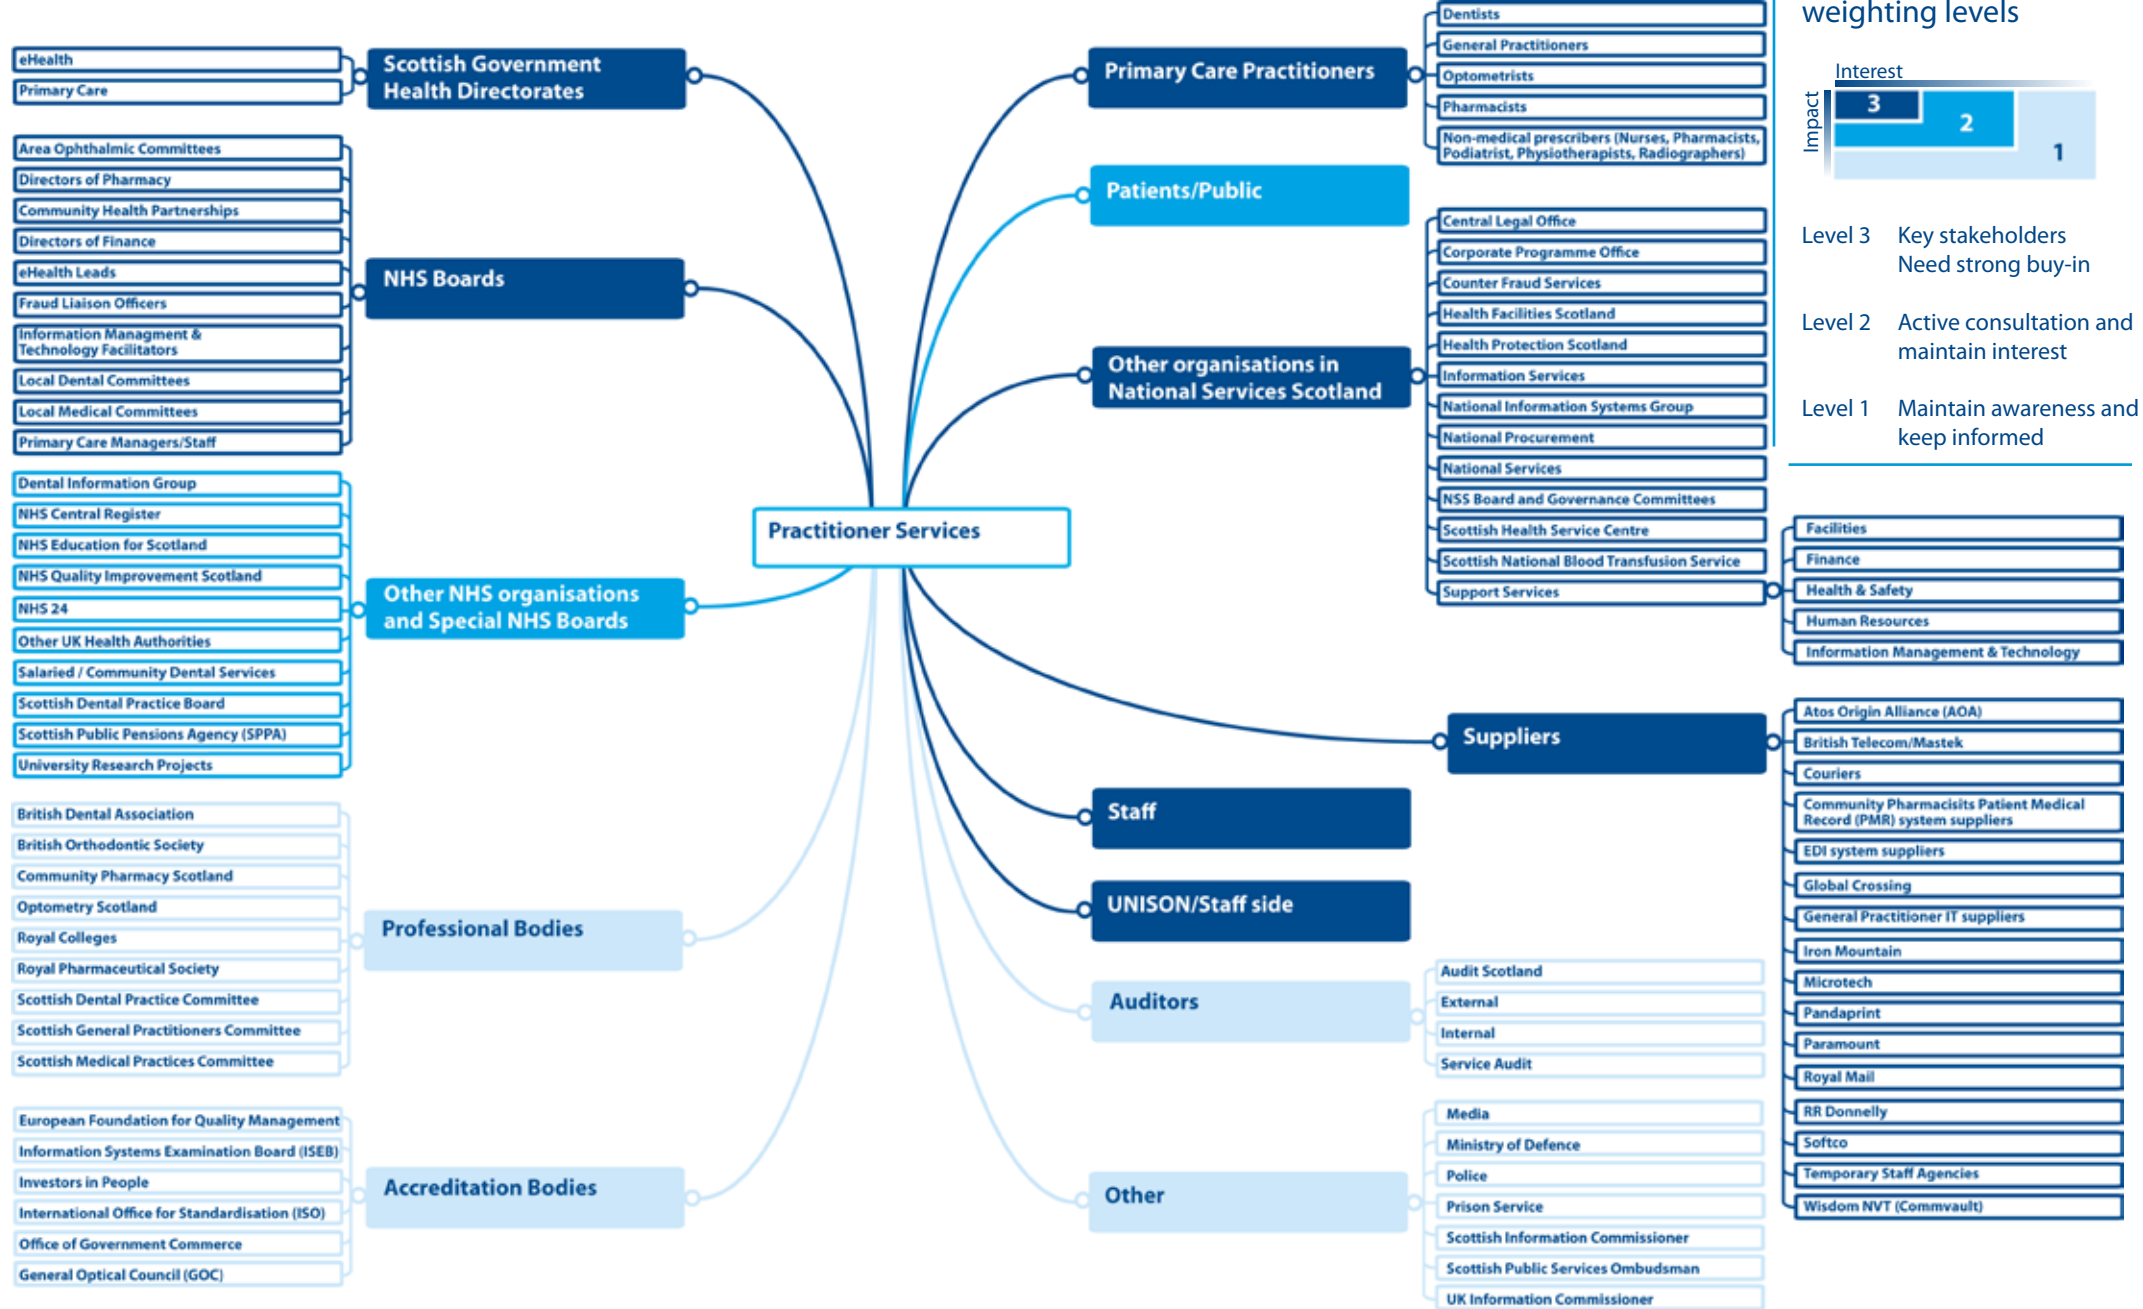 eHealth
Primary Care
Scottish Government
Health Directorates
Area Ophthalmic Committees
Directors of Pharmacy
Community Health Partnerships
Directors of Finance
eHealth Leads
Fraud Liaison Officers
Information Managment &
Technology Facilitators
Local Dental Committees
Local Medical Committees
Primary Care Managers/Staff
NHS Boards
Dental Information Group
NHS Central Register
NHS Education for Scotland
NHS Quality Improvement Scotland
NHS 24
Other UK Health Authorities
Salaried / Community Dental Services
Scottish Dental Practice Board
Scottish Public Pensions Agency (SPPA)
University Research Projects
Other NHS organisations
and Special NHS Boards
British Dental Association
British Orthodontic Society
Community Pharmacy Scotland
Optometry Scotland
Royal Colleges
Royal Pharmaceutical Society
Scottish Dental Practice Committee
Scottish General Practitioners Committee
Scottish Medical Practices Committee
Professional Bodies
European Foundation for Quality Management
Information Systems Examination Board (ISEB)
Investors in People
International Office for Standardisation (ISO)
Office of Government Commerce
General Optical Council (GOC)
Accreditation Bodies
Practitioner Services
Primary Care Practitioners
Dentists
General Practitioners
Optometrists
Pharmacists
Non-medical prescribers (Nurses, Pharmacists,
Podiatrist, Physiotherapists, Radiographers)
Patients/Public
Other organisations in
National Services Scotland
Central Legal Office
Corporate Programme Office
Counter Fraud Services
Health Facilities Scotland
Health Protection Scotland
Information Services
National Information Systems Group
National Procurement
National Services
NSS Board and Governance Committees
Scottish Health Service Centre
Scottish National Blood Transfusion Service
Support Services
Facilities
Finance
Health & Safety
Human Resources
Information Management & Technology
Suppliers
Atos Origin Alliance (AOA)
British Telecom/Mastek
Couriers
Community Pharmacisits Patient Medical
Record (PMR) system suppliers
EDI system suppliers
Global Crossing
General Practitioner IT suppliers
Iron Mountain
Microtech
Pandaprint
Paramount
Royal Mail
RR Donnelly
Softco
Temporary Staff Agencies
Wisdom NVT (Commvault)
Staff
UNISON/Staff side
Auditors
Audit Scotland
External
Internal
Service Audit
Other
Media
Ministry of Defence
Police
Prison Service
Scottish Information Commissioner
Scottish Public Services Ombudsman
UK Information Commissioner
weighting levels
Interest
Impact
3
2
1
Level 3 Key stakeholders
Need strong buy-in
Level 2 Active consultation and
maintain interest
Level 1 Maintain awareness and
keep informed